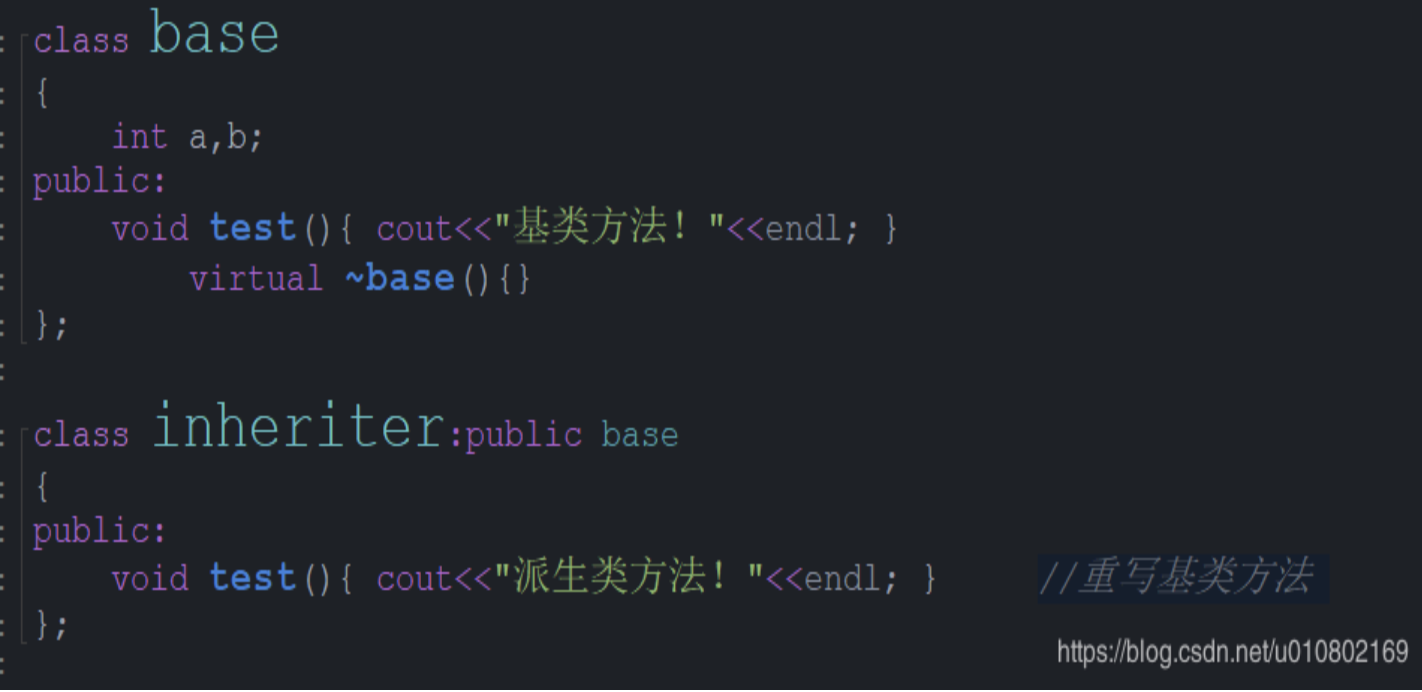 class base
{
    int a,b;
public:
    void test(){ cout<<"基类方法！"<<endl; }
        virtual ~base(){}
};
class inheriter:public base
{
public:
    void test(){ cout<<"派生类方法！"<<endl; }     //重写基类方法
};
https://blog.csdn.net/u010802169